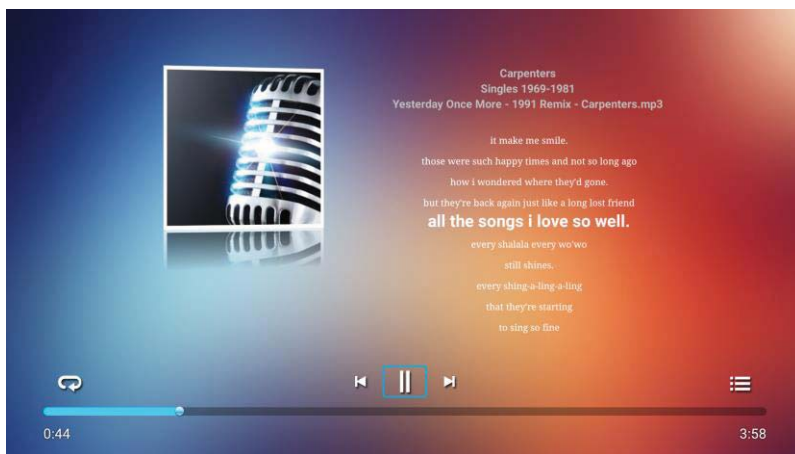 Carpenters
Singles 1969-1981
Yesterday Once More - 1991 Remix - Carpenters.mp3
it make me smile.
those were such happy times and not so long ago
how i wondered where they'd gone.
but they're back again just like a long lost friend
all the songs i love so well.
every shalala every wo'wo
still shines.
every shing-a-ling-a-ling
that they're starting
to sing so fine
0:44
3:58